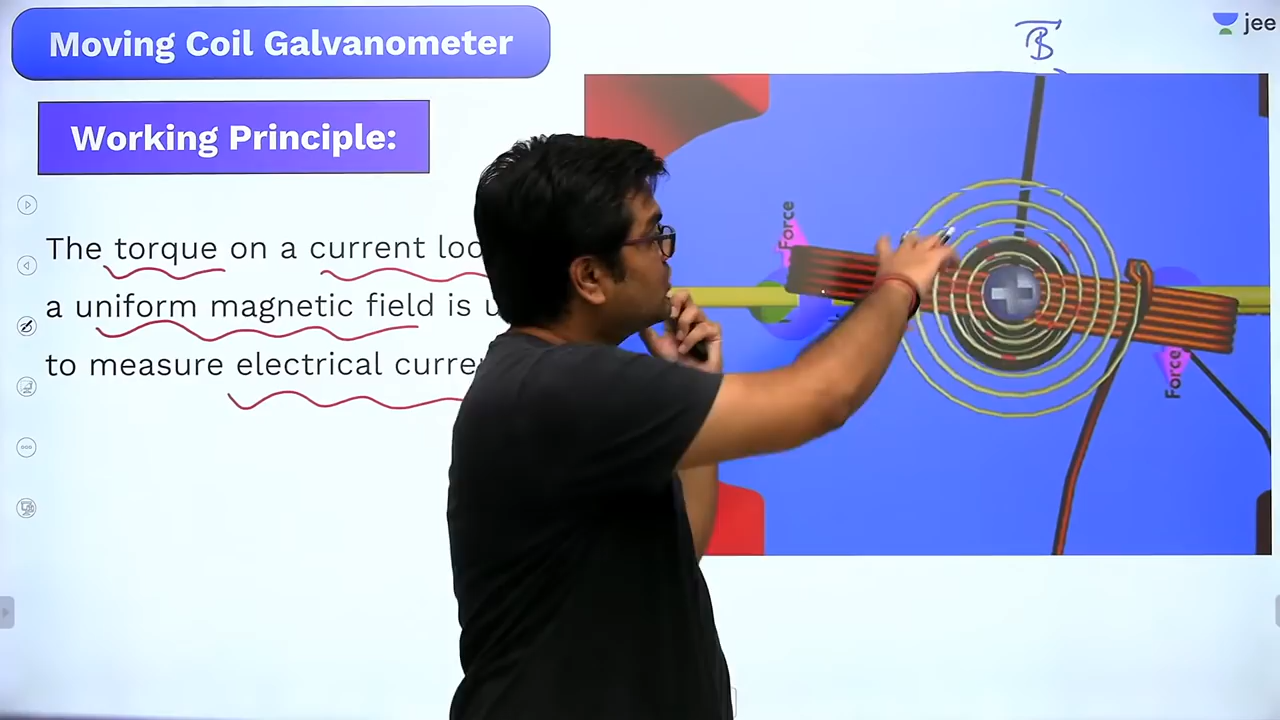 Moving Coil Galvanometer
B
jee
Working Principle:
The torque on a current loo
a uniform magnetic field is u
to measure electrical curre
Force
Force